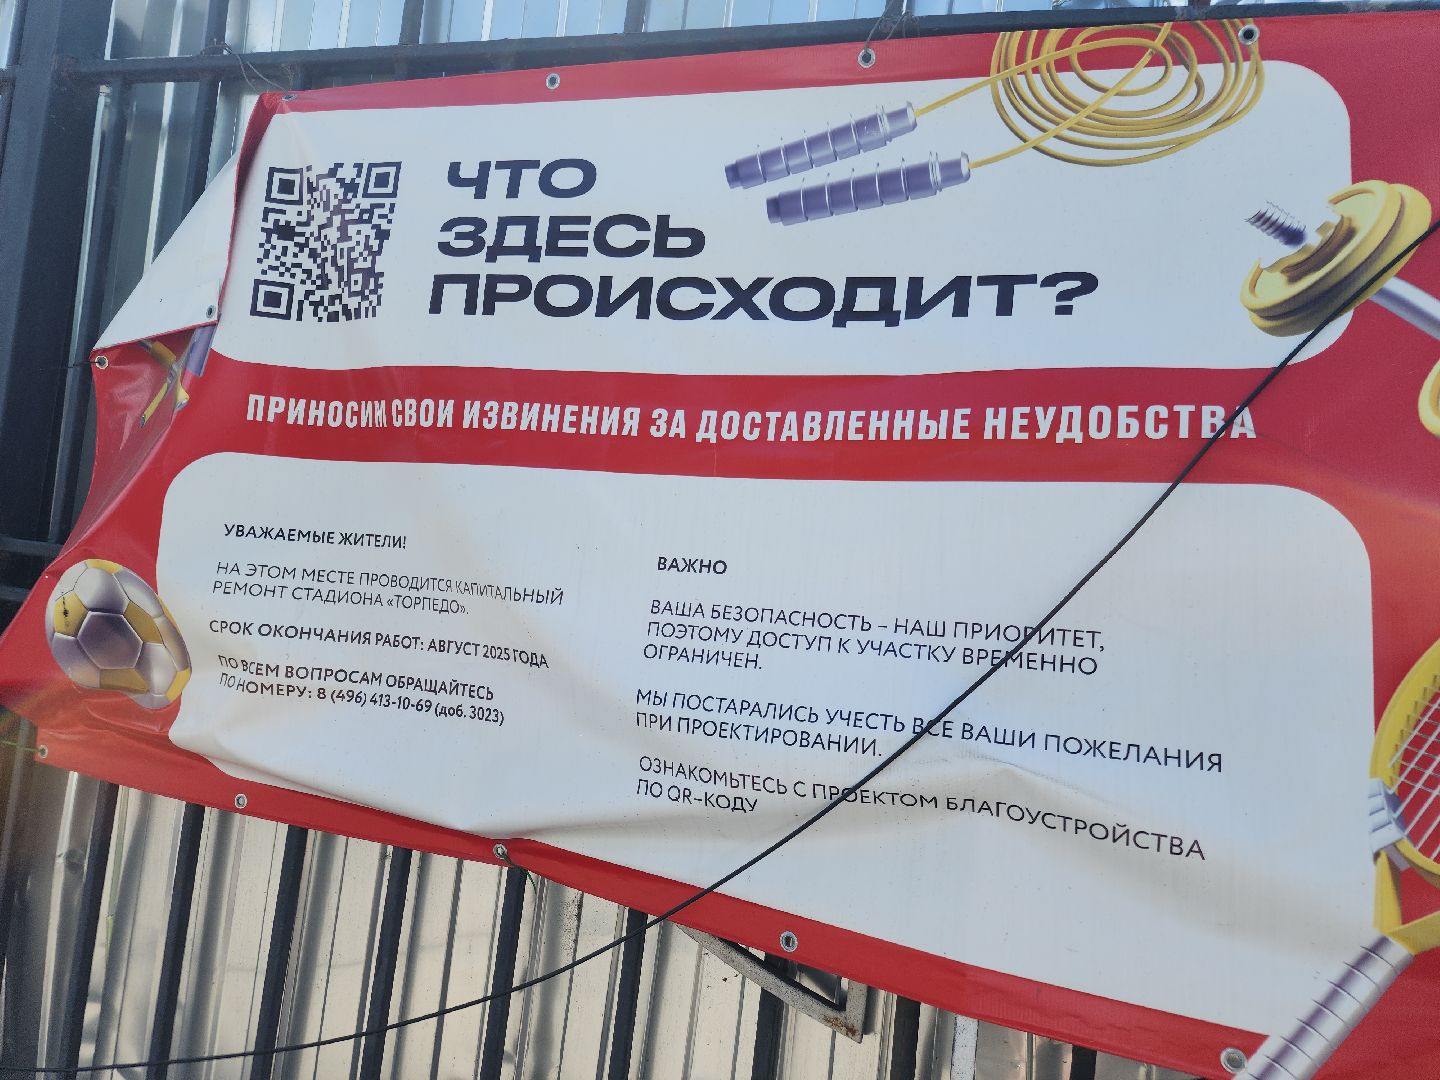 ЧТО
ЗДЕСЬ
ПРОИСХОДИТ?
ПРИНОСИМ СВОИ ИЗВИНЕНИЯ ЗА ДОСТАВЛЕННЫЕ НЕУДОБСТВА
УВАЖАЕМЫЕ ЖИТЕЛИ!
НА ЭТОМ МЕСТЕ ПРОВОДИТСЯ КАПИТАЛЬНЫЙ
РЕМОНТ СТАДИОНА «ТОРПЕДО».
СРОК ОКОНЧАНИЯ РАБОТ: АВГУСТ 2025 ГОДА
ПО ВСЕМ ВОПРОСАМ ОБРАЩАЙТЕСЬ
ПО НОМЕРУ: 8 (496) 413-10-69 (доб. 3023)
ВАЖНО
ВАША БЕЗОПАСНОСТЬ – НАШ ПРИОРИТЕТ,
ПОЭТОМУ ДОСТУП К УЧАСТКУ ВРЕМЕННО
ОГРАНИЧЕН.
МЫ ПОСТАРАЛИСЬ УЧЕСТЬ ВСЕ ВАШИ ПОЖЕЛАНИЯ
ПРИ ПРОЕКТИРОВАНИИ.
ОЗНАКОМЬТЕСЬ С ПРОЕКТОМ БЛАГОУСТРОЙСТВА
ПО QR-КОДУ